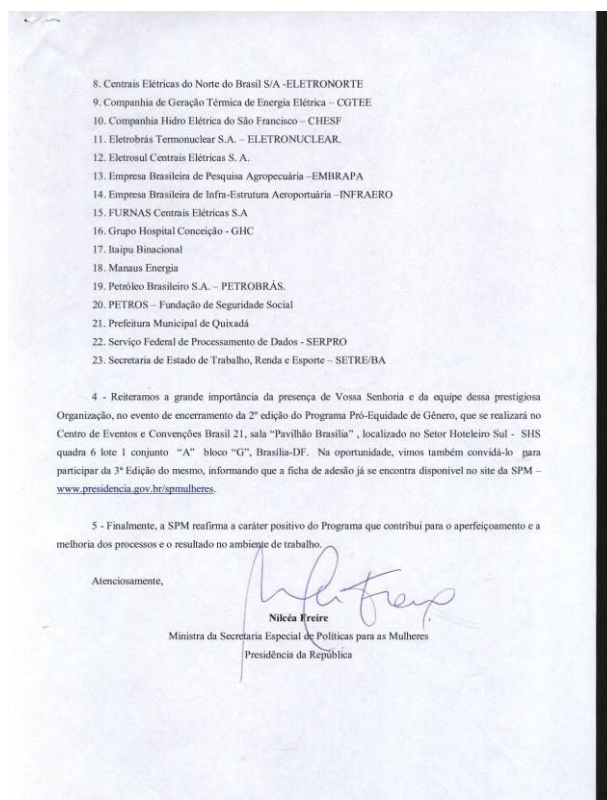 8. Centrais Elétricas do Norte do Brasil S/A -ELETRONORTE
9. Companhia de Geração Térmica de Energia Elétrica – CGTEE
10. Companhia Hidro Elétrica do São Francisco – CHESF
11. Eletrobrás Termonuclear S.A. – ELETRONUCLEAR.
12. Eletrosul Centrais Elétricas S. A.
13. Empresa Brasileira de Pesquisa Agropecuária –EMBRAPA
14. Empresa Brasileira de Infra-Estrutura Aeroportuária –INFRAERO
15. FURNAS Centrais Elétricas S.A
16. Grupo Hospital Conceição - GHC
17. Itaipu Binacional
18. Manaus Energia
19. Petróleo Brasileiro S.A. – PETROBRÁS.
20. PETROS – Fundação de Seguridade Social
21. Prefeitura Municipal de Quixadá
22. Serviço Federal de Processamento de Dados - SERPRO
23. Secretaria de Estado de Trabalho, Renda e Esporte – SETRE/BA
4 - Reiteramos a grande importância da presença de Vossa Senhoria e da equipe dessa prestigiosa
Organização, no evento de encerramento da 2ª edição do Programa Pró-Equidade de Gênero, que se realizará no
Centro de Eventos e Convenções Brasil 21, sala “Pavilhão Brasília” , localizado no Setor Hoteleiro Sul - SHS
quadra 6 lote 1 conjunto “A” bloco “G”, Brasília-DF. Na oportunidade, vimos também convidá-lo para
participar da 3ª Edição do mesmo, informando que a ficha de adesão já se encontra disponível no site da SPM –
www.presidencia.gov.br/spmulheres.
5 - Finalmente, a SPM reafirma a caráter positivo do Programa que contribui para o aperfeiçoamento e a
melhoria dos processos e o resultado no ambiente de trabalho.
Atenciosamente,
Nilcéa Freire
Ministra da Secretaria Especial de Políticas para as Mulheres
Presidência da República